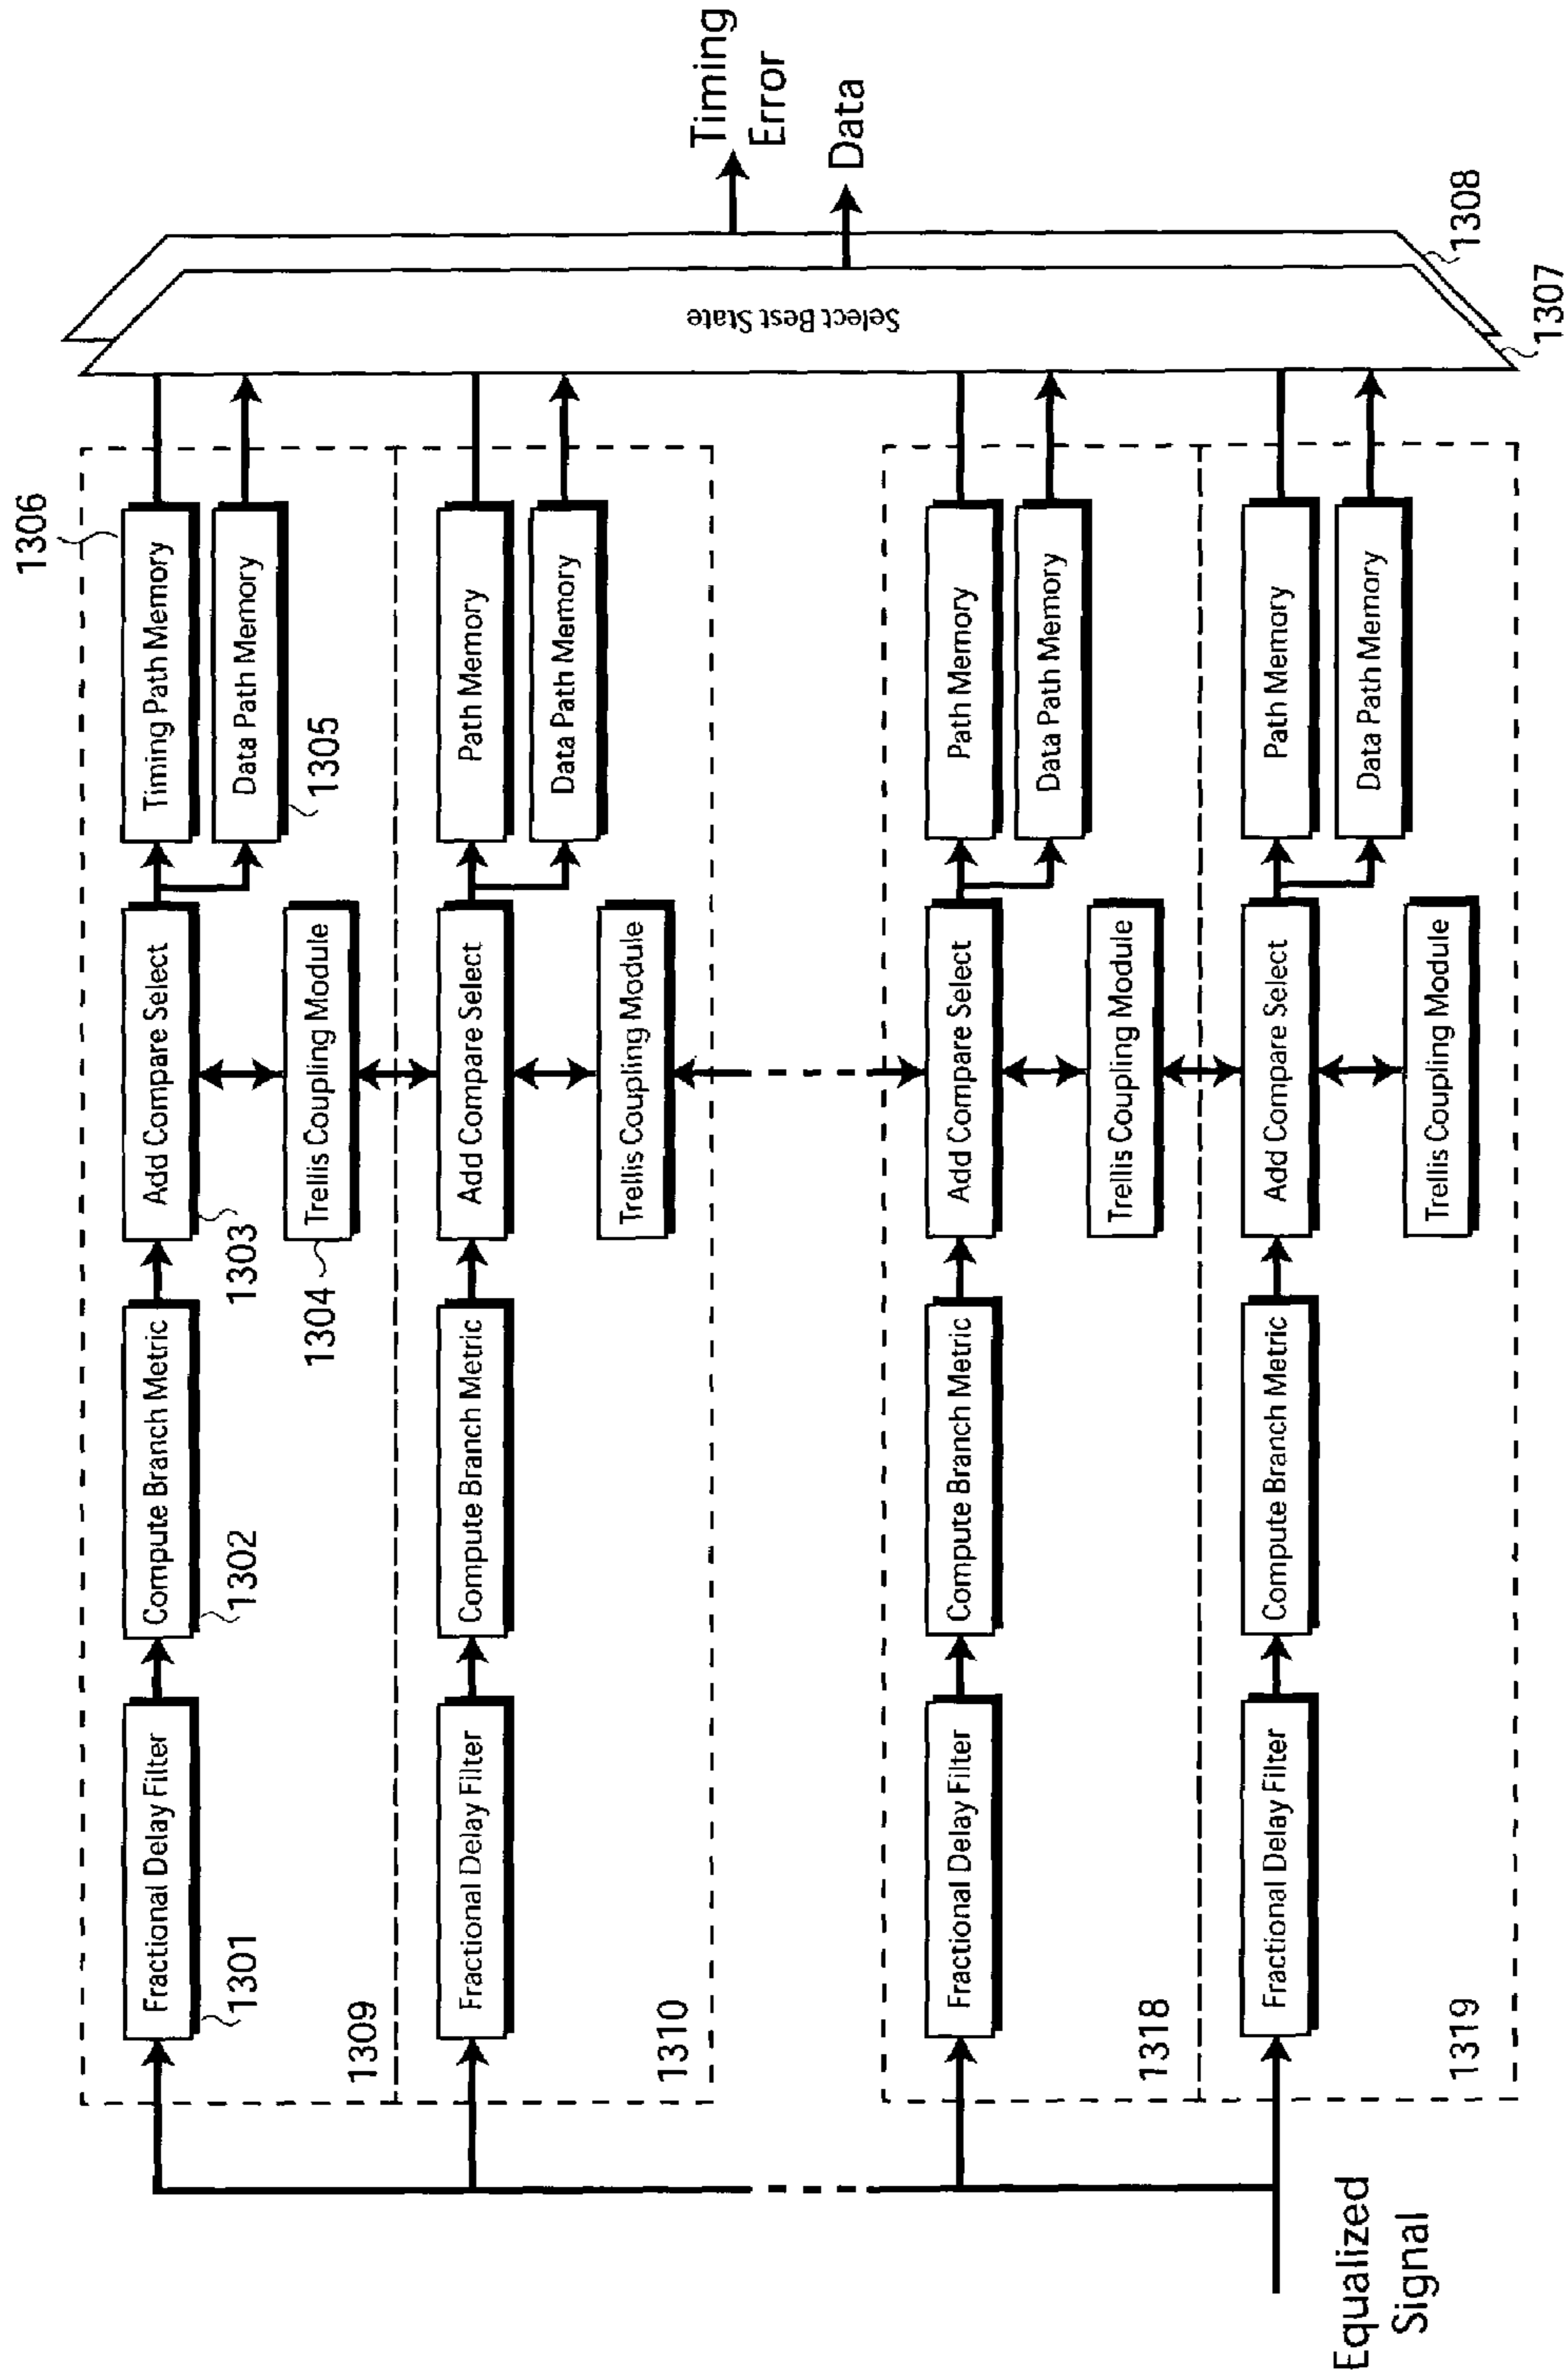 1306
Timing Path Memory
Data Path Memory
1305
Add Compare Select
1303
Trellis Coupling Module
1304
Compute Branch Metric
1302
Fractional Delay Filter
1301
1309
Path Memory
Data Path Memory
Add Compare Select
Trellis Coupling Module
Compute Branch Metric
Fractional Delay Filter
1310
Path Memory
Data Path Memory
Add Compare Select
Trellis Coupling Module
Compute Branch Metric
Fractional Delay Filter
1318
Path Memory
Data Path Memory
Add Compare Select
Trellis Coupling Module
Compute Branch Metric
Fractional Delay Filter
1319
Equalized
Signal
Select Best State
1307
1308
Timing
Error
Data